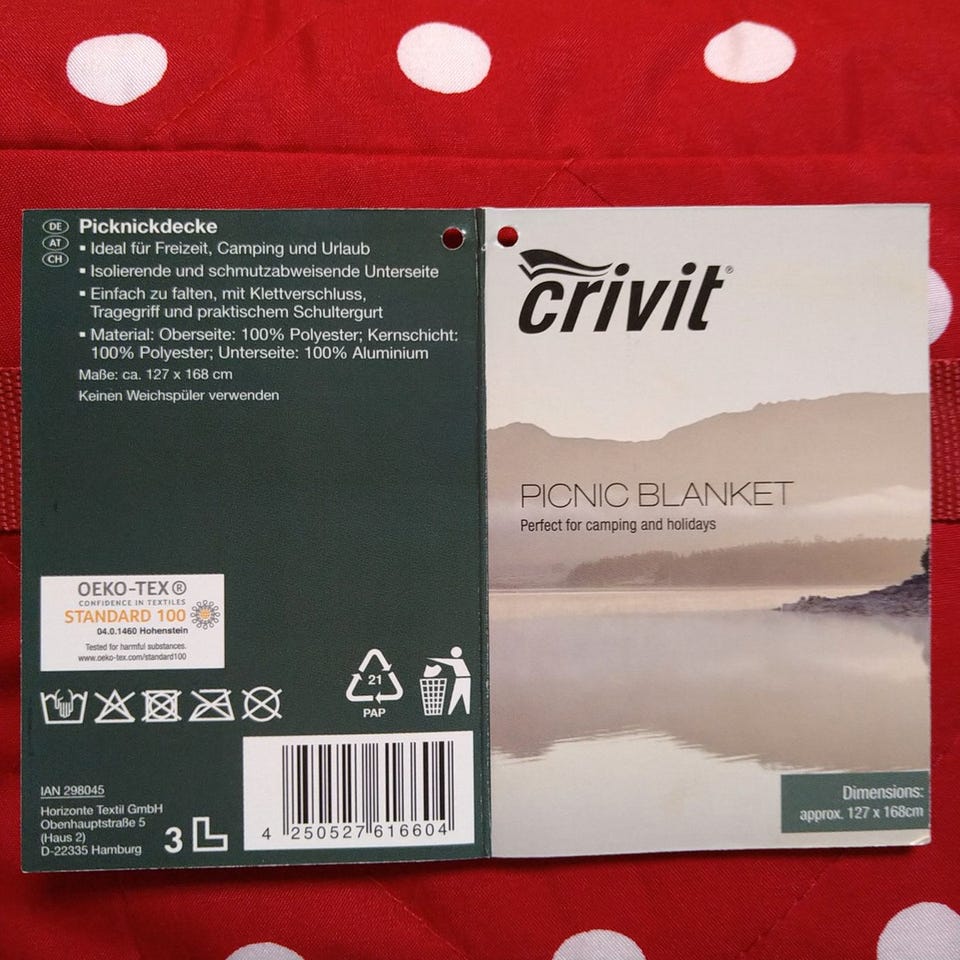 DE
AT
CH
Picknickdecke
▪ Ideal für Freizeit, Camping und Urlaub
▪ Isolierende und schmutzabweisende Unterseite
▪ Einfach zu falten, mit Klettverschluss,
Tragegriff und praktischem Schultergurt
▪ Material: Oberseite: 100% Polyester; Kernschicht:
100% Polyester; Unterseite: 100% Aluminium
Maße: ca. 127 x 168 cm
Keinen Weichspüler verwenden
OEKO-TEX®
CONFIDENCE IN TEXTILES
STANDARD 100
04.0.1460 Hohenstein
Tested for harmful substances.
www.oeko-tex.com/standard100
21
PAP
IAN 298045
Horizonte Textil GmbH
Obenhauptstraße 5
(Haus 2)
D-22335 Hamburg
3L
4 250527 616604
crivit®
PICNIC BLANKET
Perfect for camping and holidays
Dimensions:
approx. 127 x 168cm